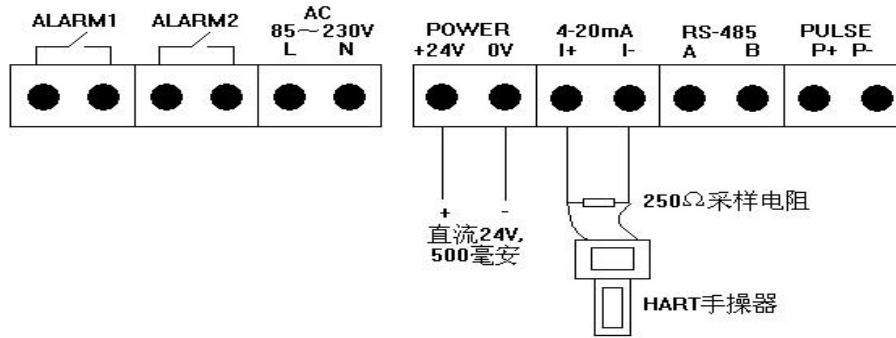 ALARM1
ALARM2
AC
85～230V
L N
POWER
+24V 0V
4-20mA
I+ I-
RS-485
A B
PULSE
P+ P-
250Ω采样电阻
+ -
直流24V,
500毫安
HART手操器